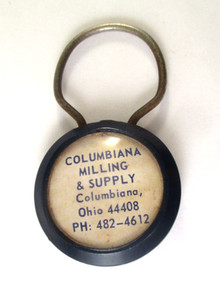 COLUMBIANA
MILLING
& SUPPLY
Columbiana,
Ohio 44408
PH: 482-4612